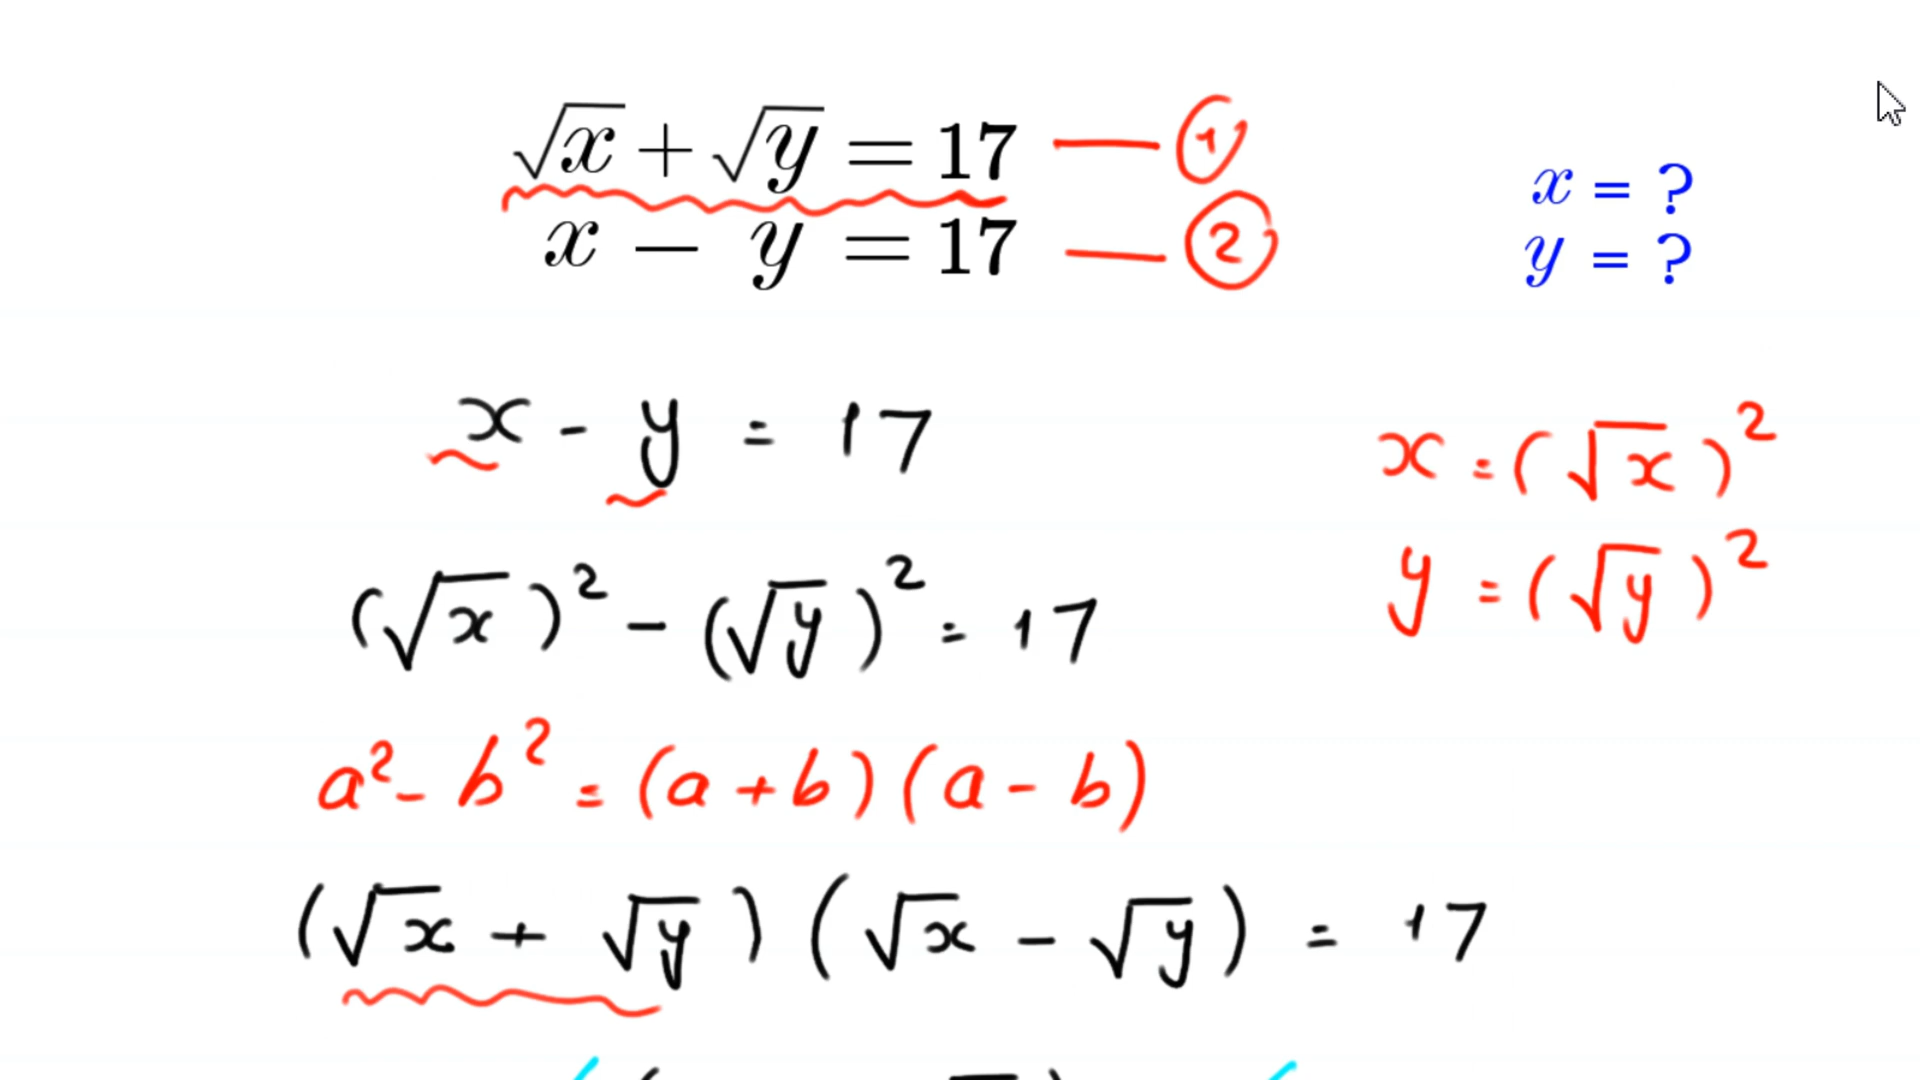 √x + √y = 17 — ①
x − y = 17 — ②
x = ?
y = ?
x - y = 17
x = (√x)²
(√x)² - (√y)² = 17
y = (√y)²
a² - b² = (a + b)(a - b)
(√x + √y)(√x - √y) = 17